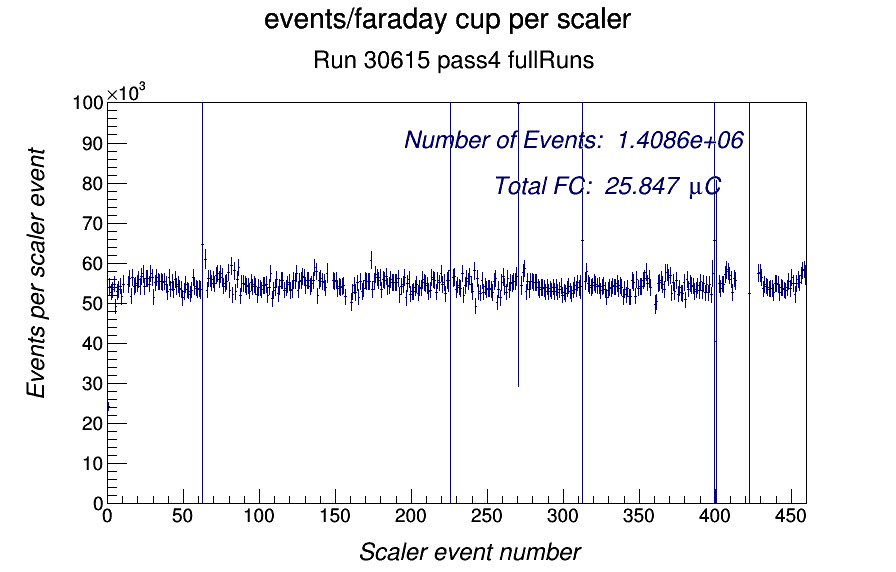 events/faraday cup per scaler
Run 30615 pass4 fullRuns
×10³
100
90
80
70
60
50
40
30
20
10
0
Events per scaler event
Number of Events: 1.4086e+06
Total FC: 25.847 μC
0 50 100 150 200 250 300 350 400 450
Scaler event number